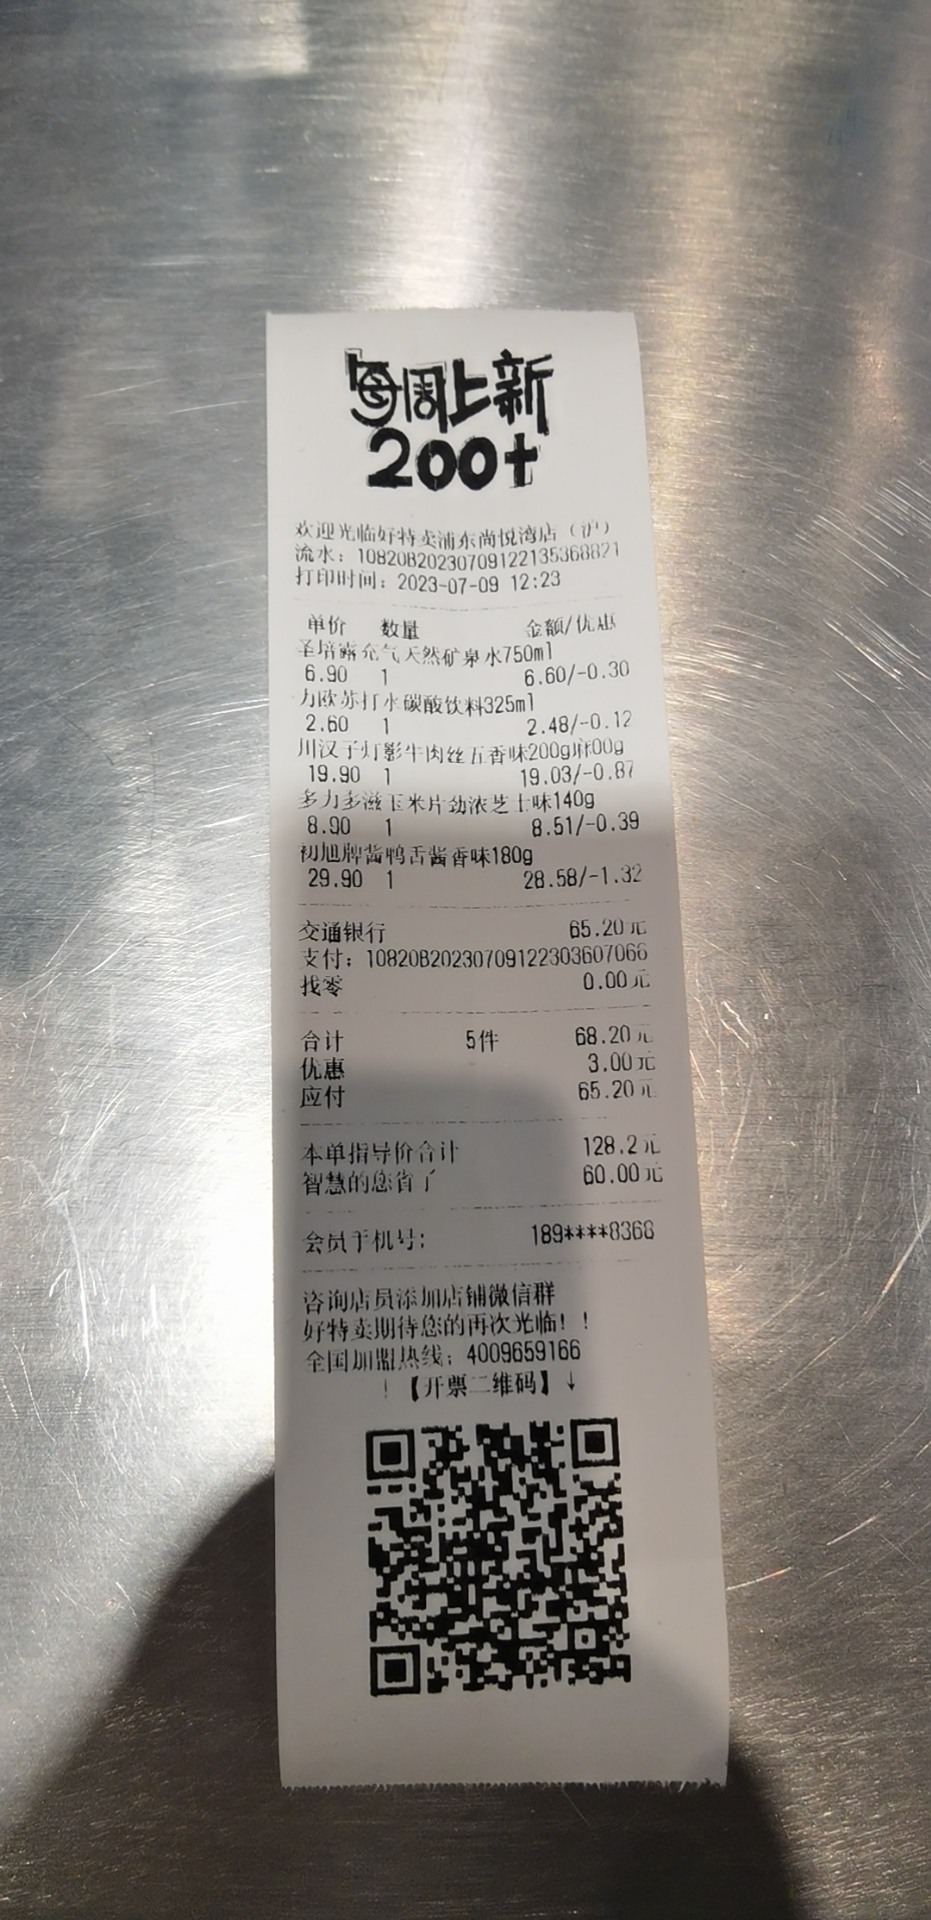 每周上新
200+
欢迎光临好特卖浦东尚悦湾店（沪）
流水：10820B20230709122135368821
打印时间：2023-07-09 12:23
单价 数量 金额/优惠
圣培露充气天然矿泉水750ml
6.90 1 6.60/-0.30
力欧苏打水碳酸饮料325ml
2.60 1 2.48/-0.12
川汉子灯影牛肉丝五香味200g麻00g
19.90 1 19.03/-0.87
多力多滋玉米片劲浓芝士味140g
8.90 1 8.51/-0.39
初旭牌酱鸭舌酱香味180g
29.90 1 28.58/-1.32
交通银行 65.20元
支付：10820B20230709122303607066
找零 0.00元
合计 5件 68.20元
优惠 3.00元
应付 65.20元
本单指导价合计 128.2元
智慧的您省了 60.00元
会员手机号： 189****8368
咨询店员添加店铺微信群
好特卖期待您的再次光临！！
全国加盟热线：4009659166
↓【开票二维码】↓